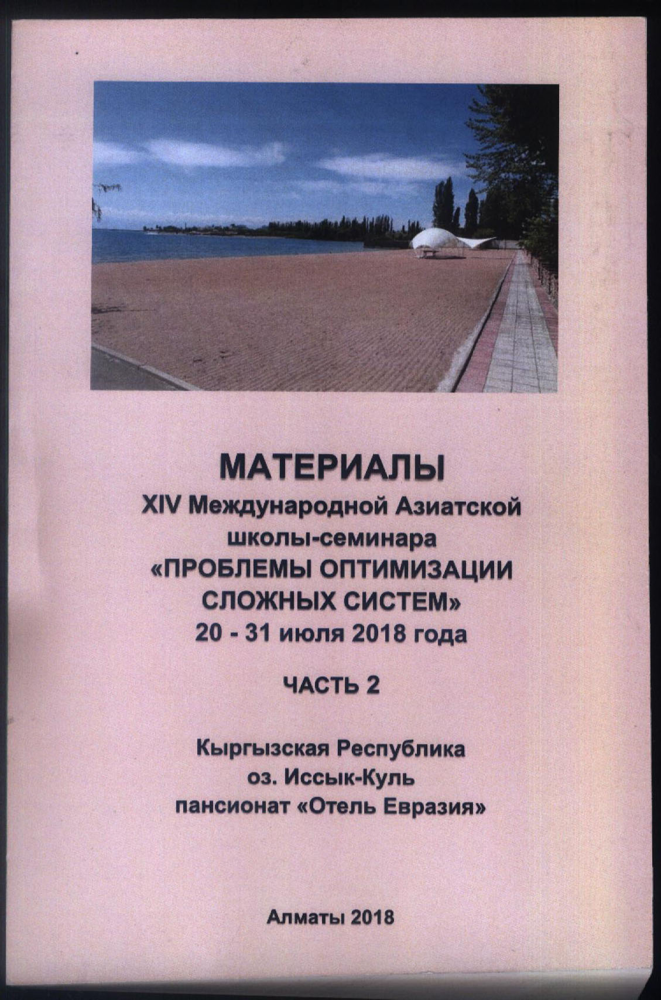 МАТЕРИАЛЫ
XIV Международной Азиатской
школы-семинара
«ПРОБЛЕМЫ ОПТИМИЗАЦИИ
СЛОЖНЫХ СИСТЕМ»
20 - 31 июля 2018 года
ЧАСТЬ 2
Кыргызская Республика
оз. Иссык-Куль
пансионат «Отель Евразия»
Алматы 2018